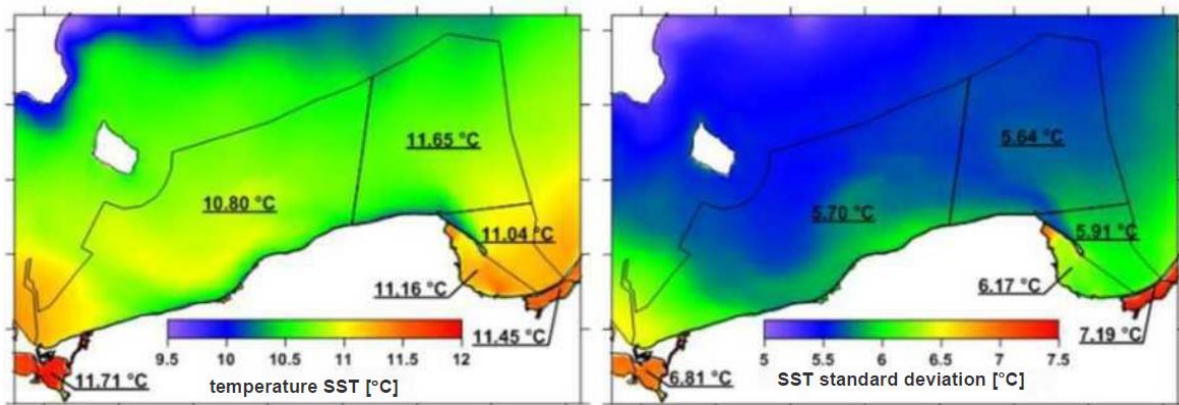 11.65 °C
10.80 °C
11.04 °C
11.16 °C
11.45 °C
9.5 10 10.5 11 11.5 12
11.71 °C
temperature SST [°C]
5.64 °C
5.70 °C
5.91 °C
6.17 °C
7.19 °C
5 5.5 6 6.5 7 7.5
6.81 °C
SST standard deviation [°C]